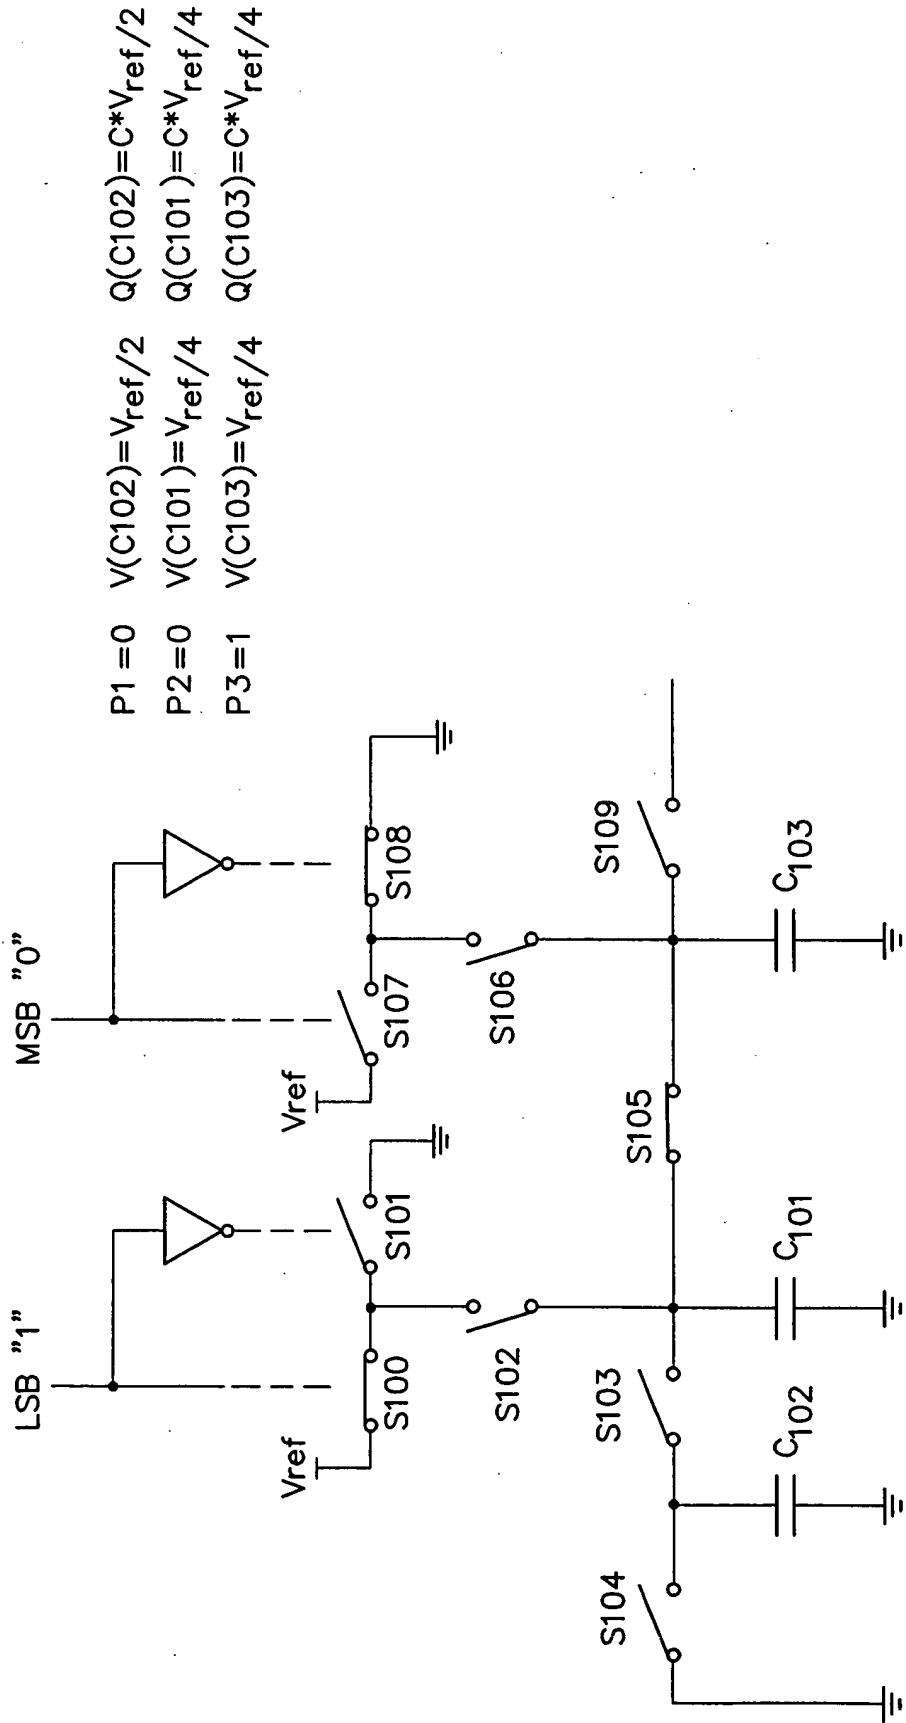 P1=0 V(C102)=Vref/2 Q(C102)=C*Vref/2
P2=0 V(C101)=Vref/4 Q(C101)=C*Vref/4
P3=1 V(C103)=Vref/4 Q(C103)=C*Vref/4
LSB "1"
MSB "0"
Vref
S100
S101
Vref
S107
S108
S102
S106
S104
S103
S105
S109
C102
C101
C103